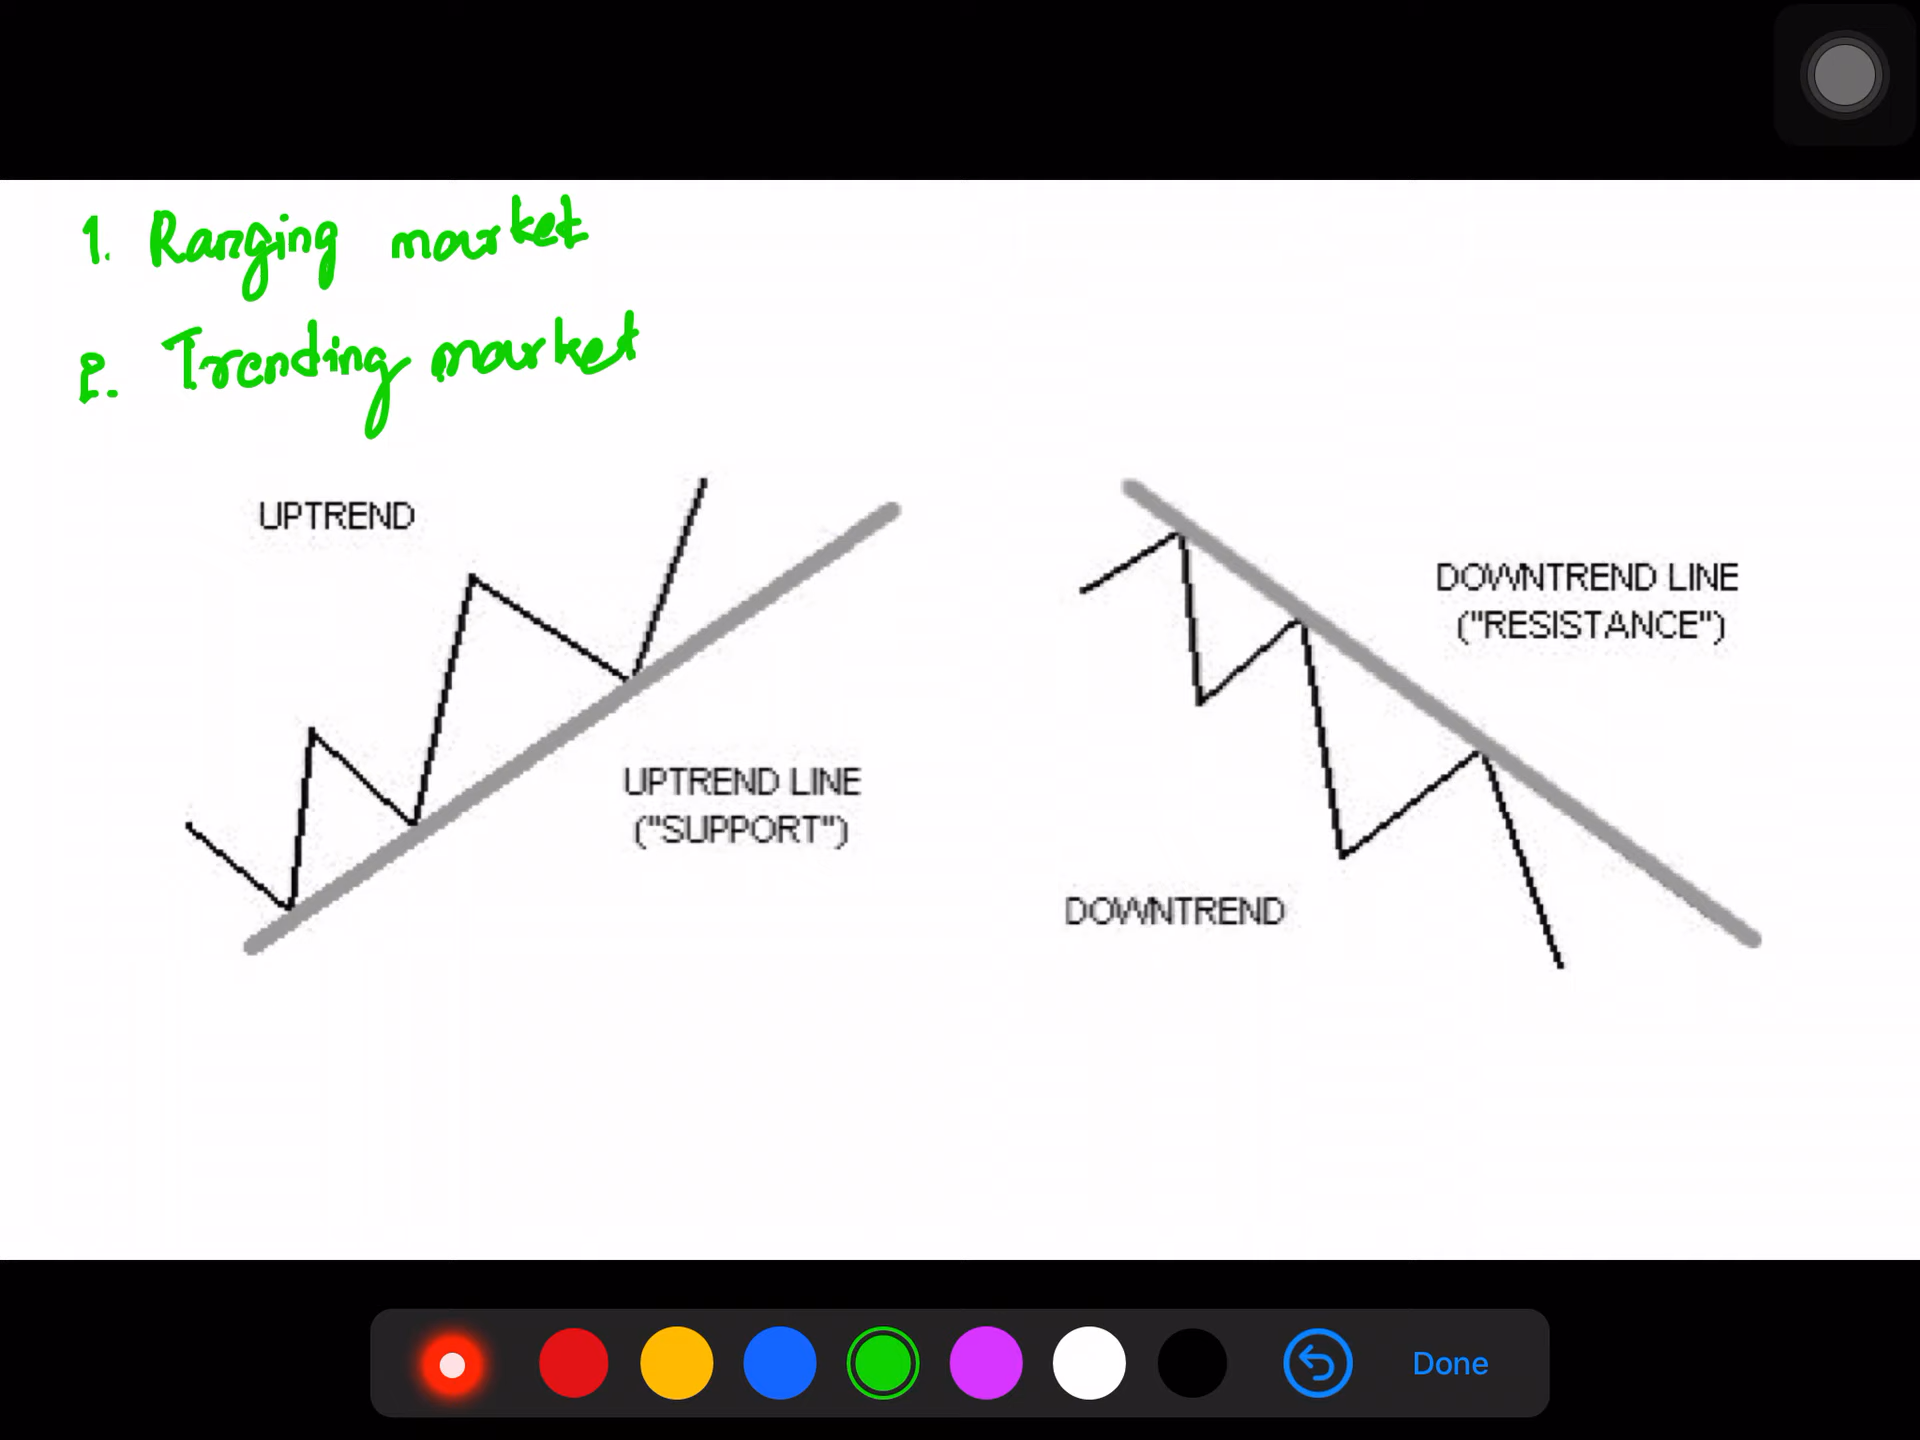 1. Ranging market
2. Trending market
UPTREND
UPTREND LINE
("SUPPORT")
DOWNTREND LINE
("RESISTANCE")
DOWNTREND
Done